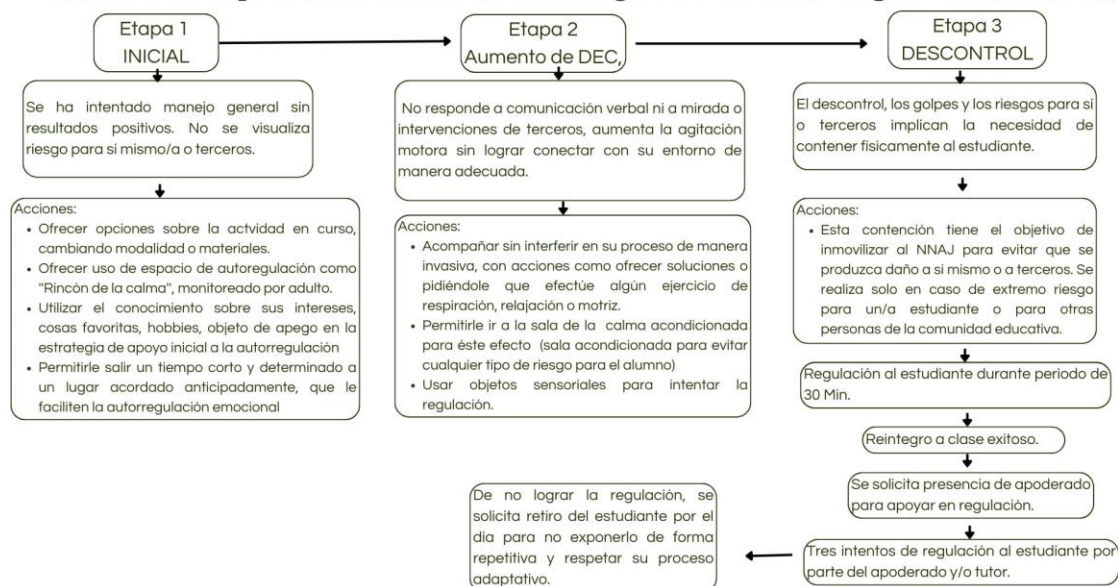 Etapa 1
INICIAL
Etapa 2
Aumento de DEC,
Etapa 3
DESCONTROL
Se ha intentado manejo general sin
resultados positivos. No se visualiza
riesgo para sí mismo/a o terceros.
No responde a comunicación verbal ni a mirada o
intervenciones de terceros, aumenta la agitación
motora sin lograr conectar con su entorno de
manera adecuada.
El descontrol, los golpes y los riesgos para sí
o terceros implican la necesidad de
contener físicamente al estudiante.
Acciones:
• Ofrecer opciones sobre la actvidad en curso,
cambiando modalidad o materiales.
• Ofrecer uso de espacio de autoregulación como
"Rincón de la calma", monitoreado por adulto.
• Utilizar el conocimiento sobre sus intereses,
cosas favoritas, hobbies, objeto de apego en la
estrategia de apoyo inicial a la autorregulación
• Permitirle salir un tiempo corto y determinado a
un lugar acordado anticipadamente, que le
faciliten la autorregulación emocional
Acciones:
• Acompañar sin interferir en su proceso de manera
invasiva, con acciones como ofrecer soluciones o
pidiéndole que efectúe algún ejercicio de
respiración, relajación o motriz.
• Permitirle ir a la sala de la calma acondicionada
para éste efecto (sala acondicionada para evitar
cualquier tipo de riesgo para el alumno)
• Usar objetos sensoriales para intentar la
regulación.
Acciones:
• Esta contención tiene el objetivo de
inmovilizar al NNAJ para evitar que se
produzca daño a sí mismo o a terceros. Se
realiza solo en caso de extremo riesgo
para un/a estudiante o para otras
personas de la comunidad educativa.
Regulación al estudiante durante periodo de
30 Min.
Reintegro a clase exitoso.
Se solicita presencia de apoderado
para apoyar en regulación.
Tres intentos de regulación al estudiante por
parte del apoderado y/o tutor.
De no lograr la regulación, se
solicita retiro del estudiante por el
día para no exponerlo de forma
repetitiva y respetar su proceso
adaptativo.